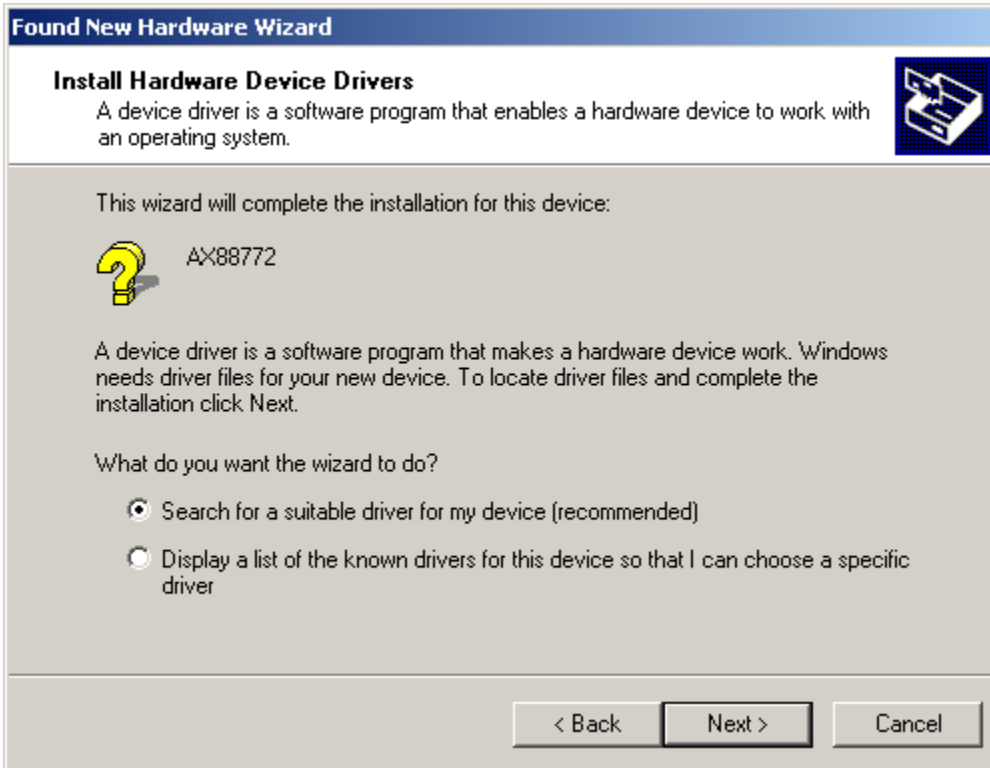 Found New Hardware Wizard
Install Hardware Device Drivers
A device driver is a software program that enables a hardware device to work with
an operating system.
This wizard will complete the installation for this device:
AX88772
A device driver is a software program that makes a hardware device work. Windows
needs driver files for your new device. To locate driver files and complete the
installation click Next.
What do you want the wizard to do?
Search for a suitable driver for my device (recommended)
Display a list of the known drivers for this device so that I can choose a specific
driver
< Back Next > Cancel